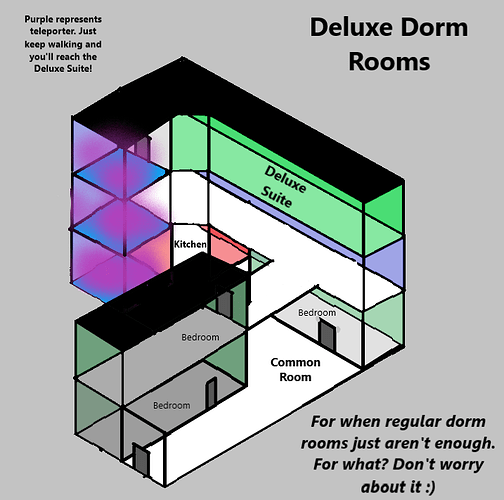 Purple represents
teleporter. Just
keep walking and
you'll reach the
Deluxe Suite!
Deluxe Dorm
Rooms
Deluxe
Suite
Kitchen
Bedroom
Bedroom
Common
Room
Bedroom
For when regular dorm
rooms just aren't enough.
For what? Don't worry
about it :)